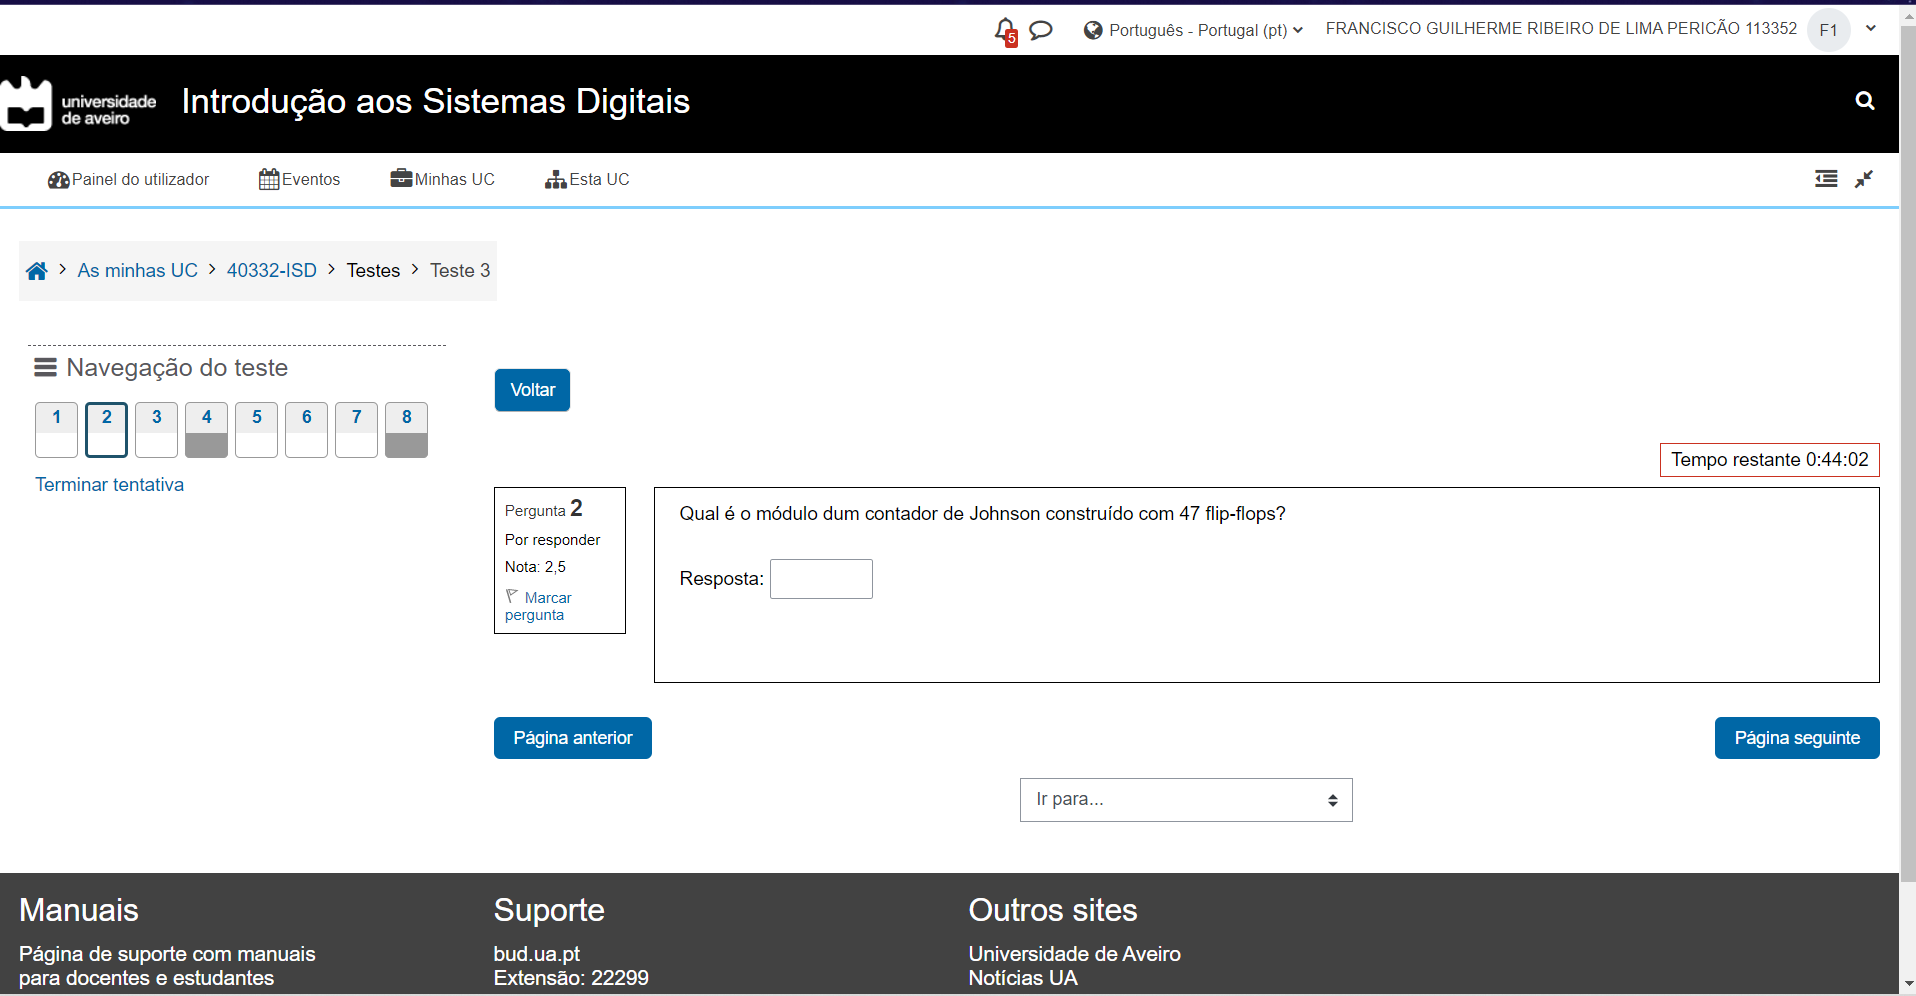 5
Português - Portugal (pt)
FRANCISCO GUILHERME RIBEIRO DE LIMA PERICÃO 113352
F1
universidade
de aveiro
Introdução aos Sistemas Digitais
Painel do utilizador
Eventos
Minhas UC
Esta UC
As minhas UC > 40332-ISD > Testes > Teste 3
Navegação do teste
1 2 3 4 5 6 7 8
Terminar tentativa
Voltar
Tempo restante 0:44:02
Pergunta 2
Por responder
Nota: 2,5
Marcar
pergunta
Qual é o módulo dum contador de Johnson construído com 47 flip-flops?
Resposta:
Página anterior
Página seguinte
Ir para...
Manuais
Página de suporte com manuais
para docentes e estudantes
Suporte
bud.ua.pt
Extensão: 22299
Outros sites
Universidade de Aveiro
Notícias UA